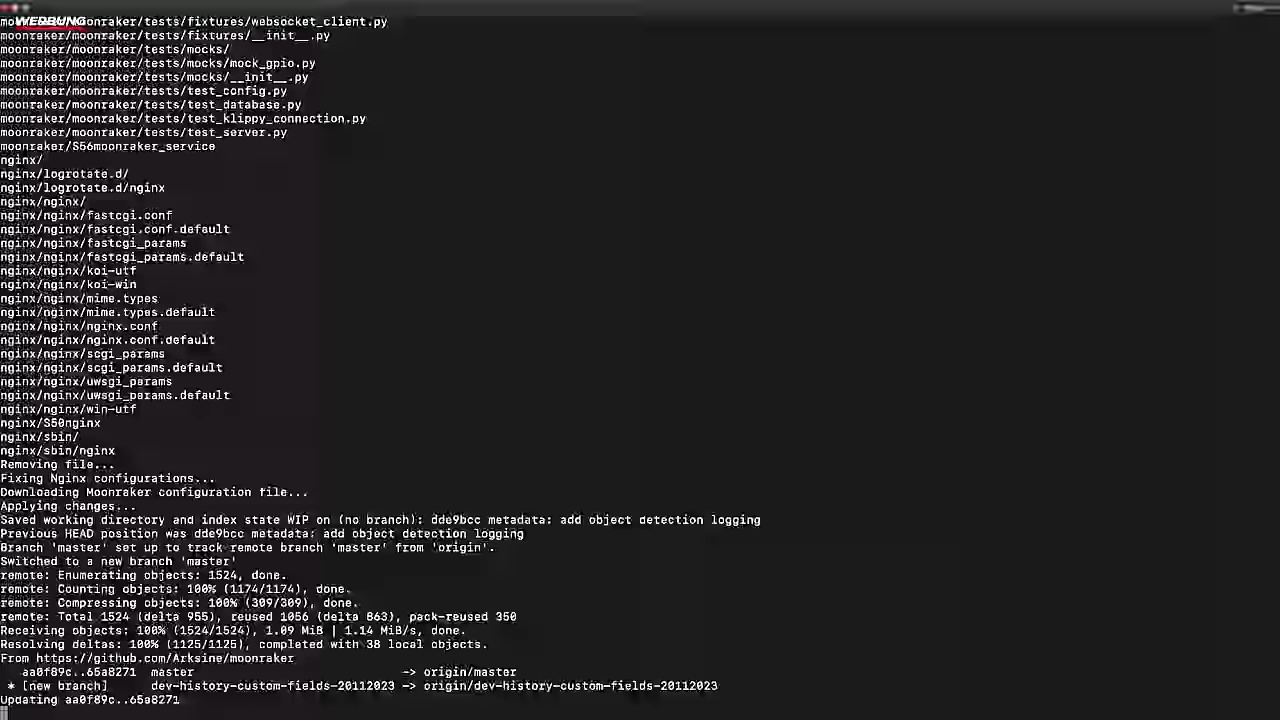 WERBUNG
moonraker/moonraker/tests/fixtures/websocket_client.py
moonraker/moonraker/tests/fixtures/__init__.py
moonraker/moonraker/tests/mocks/
moonraker/moonraker/tests/mocks/mock_gpio.py
moonraker/moonraker/tests/mocks/__init__.py
moonraker/moonraker/tests/test_config.py
moonraker/moonraker/tests/test_database.py
moonraker/moonraker/tests/test_klippy_connection.py
moonraker/moonraker/tests/test_server.py
moonraker/S56moonraker_service
nginx/
nginx/logrotate.d/
nginx/logrotate.d/nginx
nginx/nginx/
nginx/nginx/fastcgi.conf
nginx/nginx/fastcgi.conf.default
nginx/nginx/fastcgi_params
nginx/nginx/fastcgi_params.default
nginx/nginx/koi-utf
nginx/nginx/koi-win
nginx/nginx/mime.types
nginx/nginx/mime.types.default
nginx/nginx/nginx.conf
nginx/nginx/nginx.conf.default
nginx/nginx/scgi_params
nginx/nginx/scgi_params.default
nginx/nginx/uwsgi_params
nginx/nginx/uwsgi_params.default
nginx/nginx/win-utf
nginx/S50nginx
nginx/sbin/
nginx/sbin/nginx
Removing file...
Fixing Nginx configurations...
Downloading Moonraker configuration file...
Applying changes...
Saved working directory and index state WIP on (no branch): dde9bcc metadata: add object detection logging
Previous HEAD position was dde9bcc metadata: add object detection logging
Branch 'master' set up to track remote branch 'master' from 'origin'.
Switched to a new branch 'master'
remote: Enumerating objects: 1524, done.
remote: Counting objects: 100% (1174/1174), done.
remote: Compressing objects: 100% (309/309), done.
remote: Total 1524 (delta 955), reused 1056 (delta 863), pack-reused 350
Receiving objects: 100% (1524/1524), 1.09 MiB | 1.14 MiB/s, done.
Resolving deltas: 100% (1125/1125), completed with 38 local objects.
From https://github.com/Arksine/moonraker
aa0f89c..65a8271 master -> origin/master
* [new branch] dev-history-custom-fields-20112023 -> origin/dev-history-custom-fields-20112023
Updating aa0f89c..65a8271